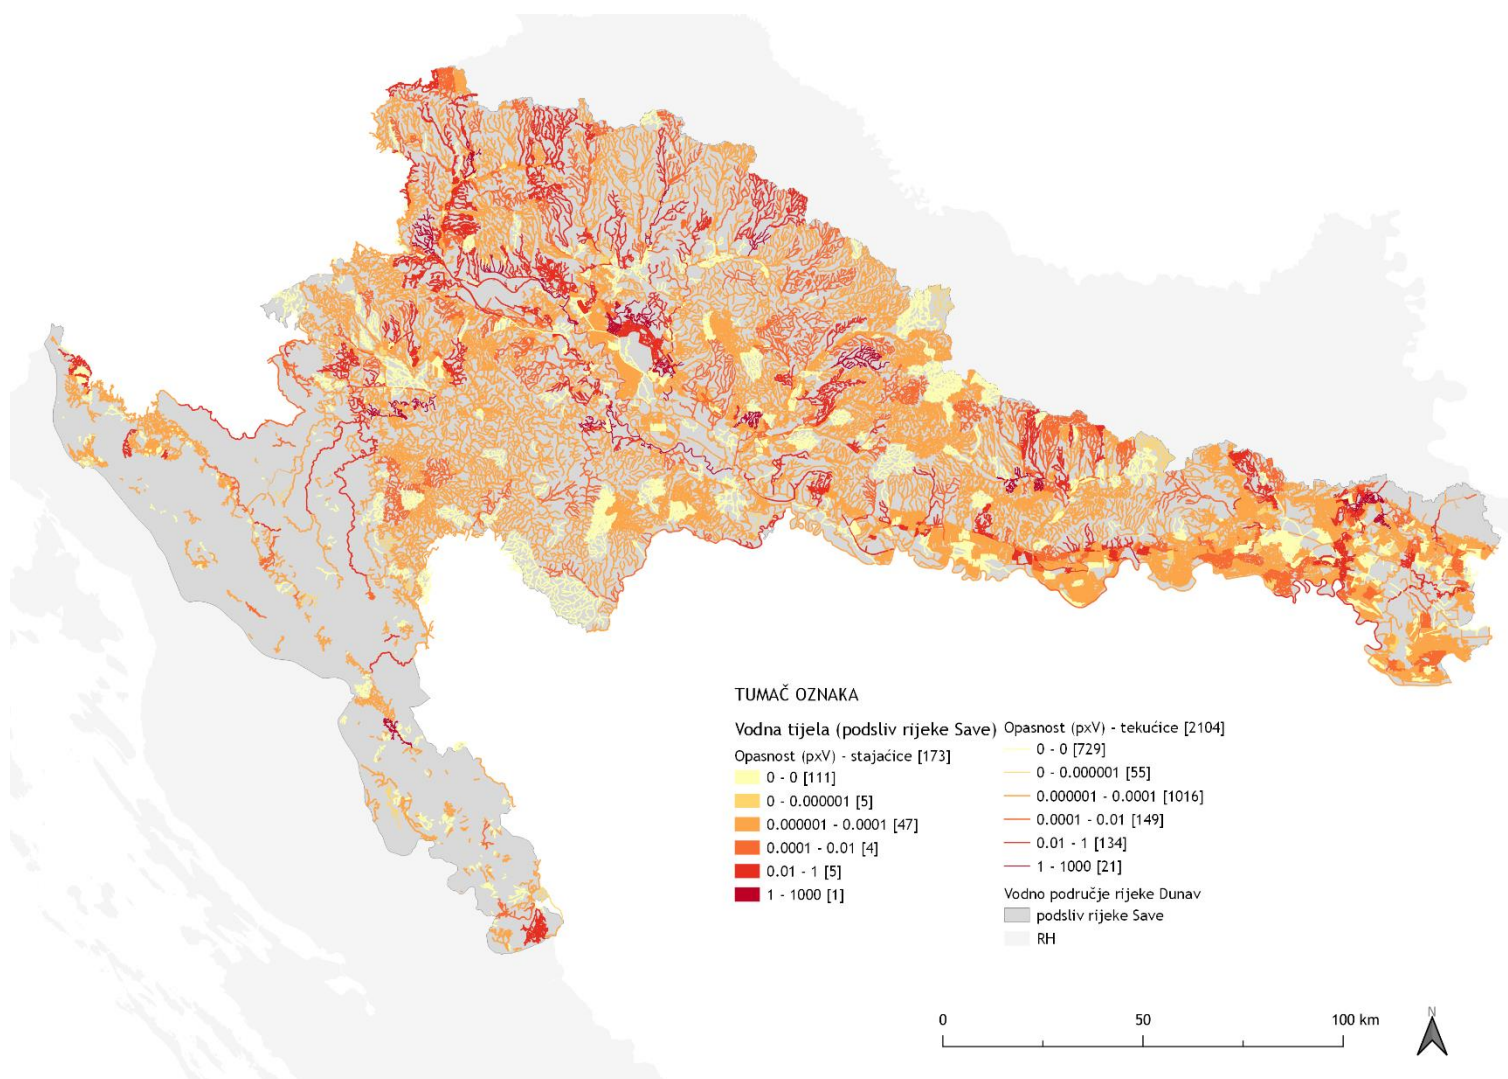 TUMAČ OZNAKA
Vodna tijela (podsliv rijeke Save)
Opasnost (pxV) - stajaćice [173]
0 - 0 [111]
0 - 0.000001 [5]
0.000001 - 0.0001 [47]
0.0001 - 0.01 [4]
0.01 - 1 [5]
1 - 1000 [1]
Opasnost (pxV) - tekućice [2104]
0 - 0 [729]
0 - 0.000001 [55]
0.000001 - 0.0001 [1016]
0.0001 - 0.01 [149]
0.01 - 1 [134]
1 - 1000 [21]
Vodno područje rijeke Dunav
podsliv rijeke Save
RH
0 50 100 km
N